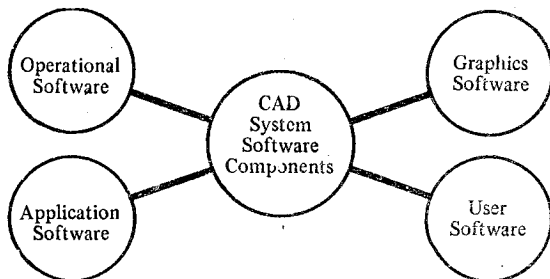 Operational
Software
Graphics
Software
CAD
System
Software
Components
Application
Software
User
Software